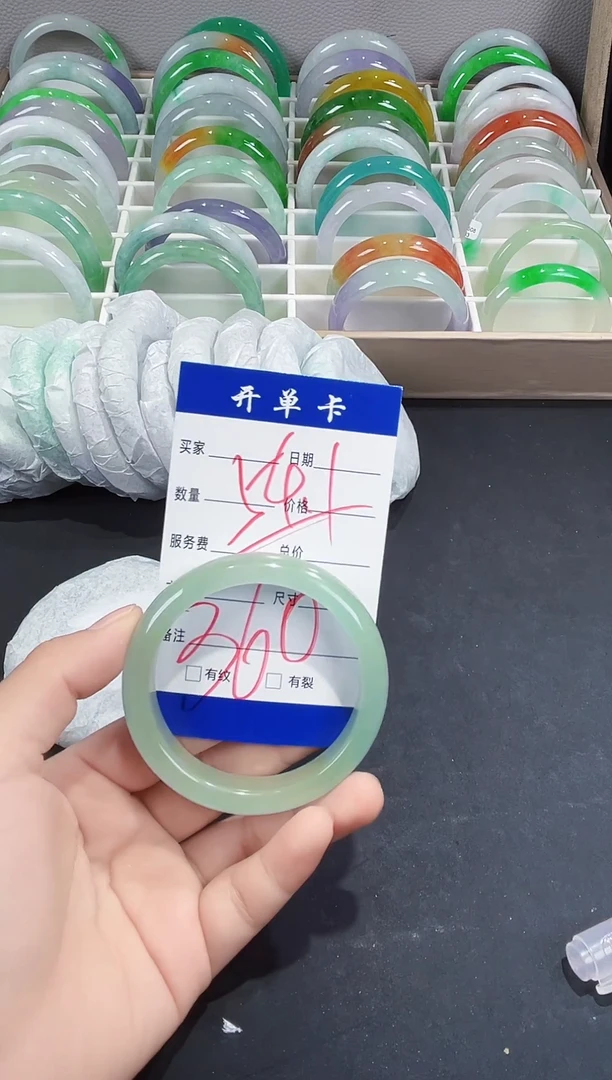 开单卡
买家 日期
数量 价格
服务费 总价
尺寸
备注
360
有纹 有裂